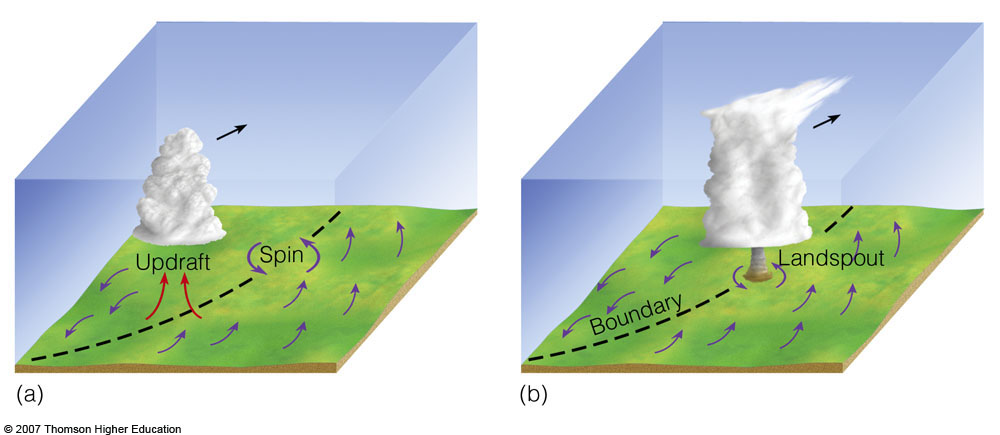 Updraft
Spin
(a)
Landspout
Boundary
(b)
© 2007 Thomson Higher Education